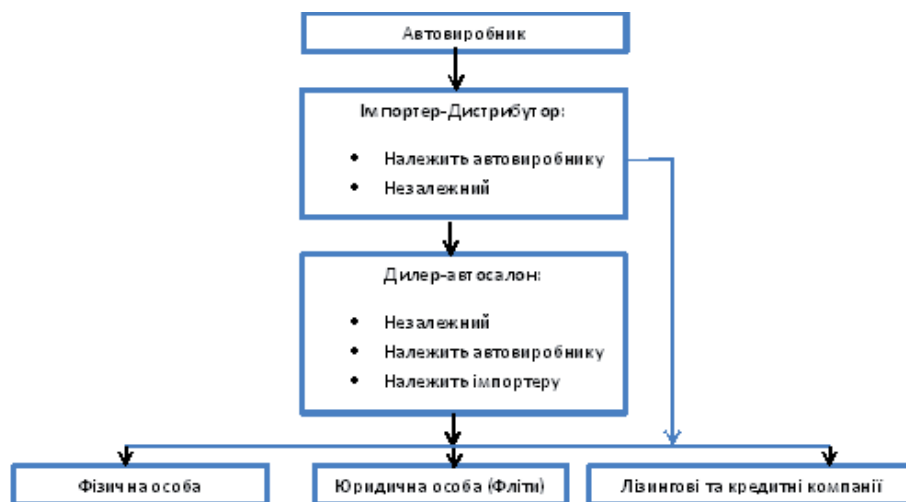 Автовиробник
Імпортер-Дистрибутор:
• Належить автовиробнику
• Незалежний
Дилер-автосалон:
• Незалежний
• Належить автовиробнику
• Належить імпортеру
Фізична особа
Юридична особа (Фліти)
Лізингові та кредитні компанії